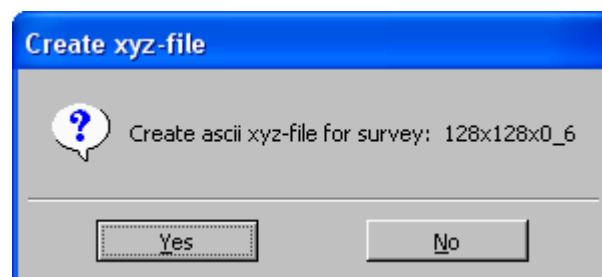 Create xyz-file
?
Create ascii xyz-file for survey: 128x128x0_6
Yes No